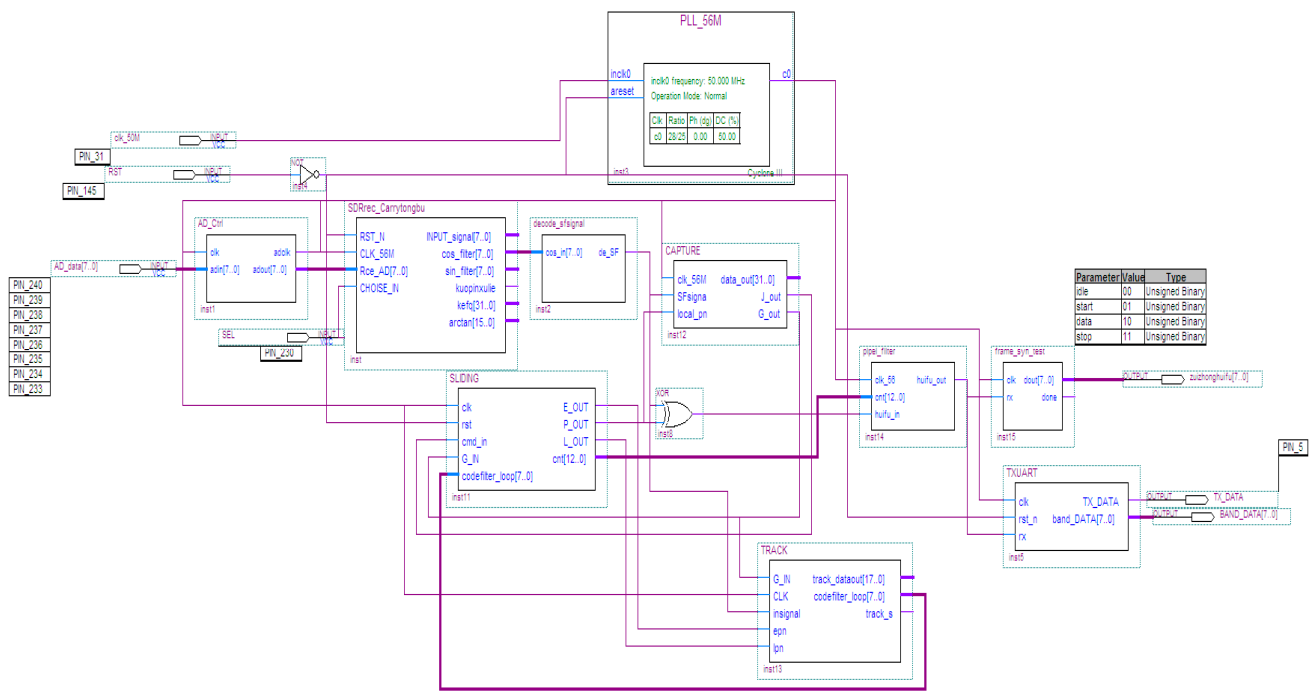 PLL_56M
inclk0
c0
areset
inclk0 frequency: 50.000 MHz
Operation Mode: Normal
Clk Ratio Ph (dg) DC (%)
c0 28/25 0.00 50.00
inst3
Cyclone III
clk_50M
INPUT
VCC
PIN_31
RST
INPUT
VCC
PIN_145
NOT
inst4
AD_Ctrl
clk
adclk
adin[7..0]
adout[7..0]
inst1
AD_data[7..0]
INPUT
VCC
PIN_240
PIN_239
PIN_238
PIN_237
PIN_236
PIN_235
PIN_234
PIN_233
SEL
INPUT
VCC
PIN_230
SDRrec_Carrytongbu
RST_N
INPUT_signal[7..0]
CLK_56M
cos_filter[7..0]
Rce_AD[7..0]
sin_filter[7..0]
CHOISE_IN
kuopinxulie
kefq[31..0]
arctan[15..0]
inst
decode_sfsignal
cos_in[7..0]
de_SF
inst2
CAPTURE
clk_56M
data_out[31..0]
SFsigna
J_out
local_pn
G_out
inst12
Parameter Value Type
idle 00 Unsigned Binary
start 01 Unsigned Binary
data 10 Unsigned Binary
stop 11 Unsigned Binary
SLIDING
clk
E_OUT
rst
P_OUT
cmd_in
L_OUT
G_IN
cnt[12..0]
codefilter_loop[7..0]
inst11
XOR
inst8
pipei_filter
clk_56
huifu_out
cnt[12..0]
huifu_in
inst14
frame_syn_test
clk
dout[7..0]
rx
done
inst15
OUTPUT
zuizhonghuifu[7..0]
PIN_5
TXUART
clk
TX_DATA
rst_n
band_DATA[7..0]
rx
inst5
OUTPUT
TX_DATA
OUTPUT
BAND_DATA[7..0]
TRACK
G_IN
track_dataout[17..0]
CLK
codefilter_loop[7..0]
insignal
track_s
epn
lpn
inst13